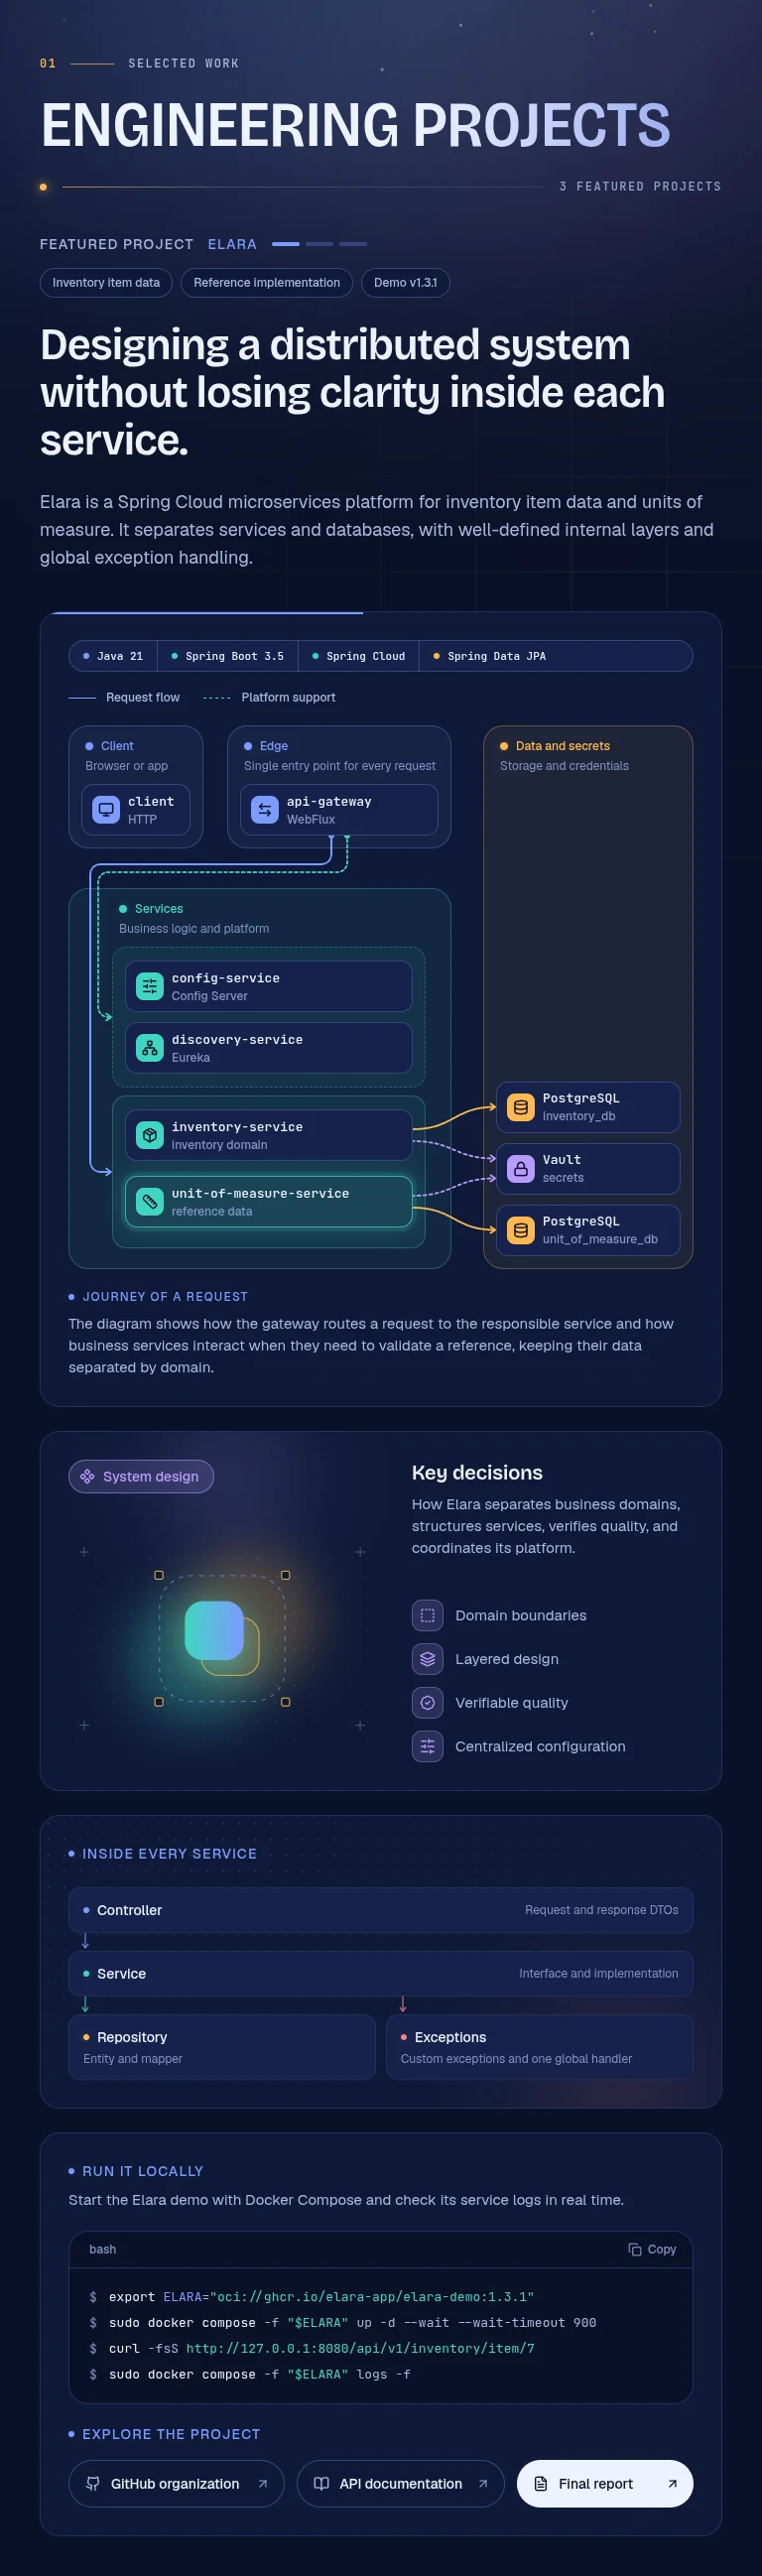 01 SELECTED WORK
ENGINEERING PROJECTS
3 FEATURED PROJECTS
FEATURED PROJECT ELARA
Inventory item data Reference implementation Demo v1.3.1
Designing a distributed system
without losing clarity inside each
service.
Elara is a Spring Cloud microservices platform for inventory item data and units of
measure. It separates services and databases, with well-defined internal layers and
global exception handling.
Java 21 Spring Boot 3.5 Spring Cloud Spring Data JPA
Request flow Platform support
Client
Browser or app
client
HTTP
Edge
Single entry point for every request
api-gateway
WebFlux
Data and secrets
Storage and credentials
Services
Business logic and platform
config-service
Config Server
discovery-service
Eureka
inventory-service
inventory domain
unit-of-measure-service
reference data
PostgreSQL
inventory_db
Vault
secrets
PostgreSQL
unit_of_measure_db
JOURNEY OF A REQUEST
The diagram shows how the gateway routes a request to the responsible service and how
business services interact when they need to validate a reference, keeping their data
separated by domain.
System design
Key decisions
How Elara separates business domains,
structures services, verifies quality, and
coordinates its platform.
Domain boundaries
Layered design
Verifiable quality
Centralized configuration
INSIDE EVERY SERVICE
Controller Request and response DTOs
Service Interface and implementation
Repository
Entity and mapper
Exceptions
Custom exceptions and one global handler
RUN IT LOCALLY
Start the Elara demo with Docker Compose and check its service logs in real time.
bash Copy
$ export ELARA="oci://ghcr.io/elara-app/elara-demo:1.3.1"
$ sudo docker compose -f "$ELARA" up -d --wait --wait-timeout 900
$ curl -fsS http://127.0.0.1:8080/api/v1/inventory/item/7
$ sudo docker compose -f "$ELARA" logs -f
EXPLORE THE PROJECT
GitHub organization API documentation Final report